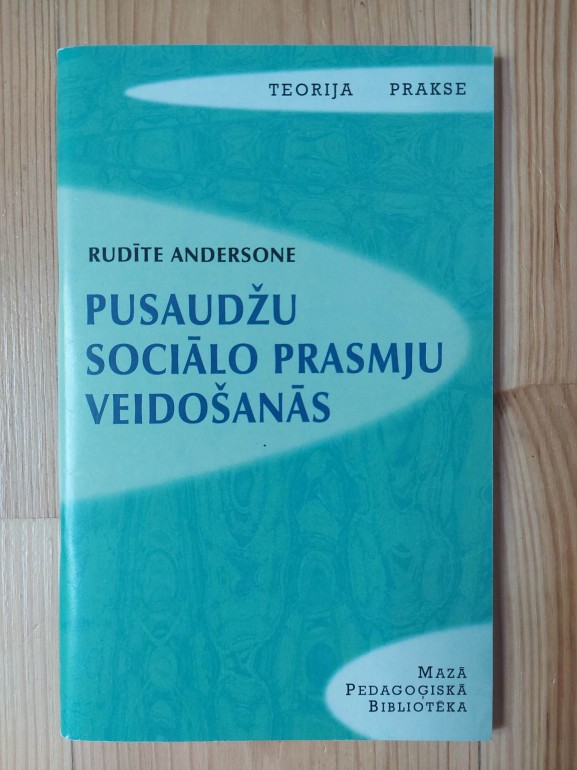 TEORIJA PRAKSE
RUDĪTE ANDERSONE
PUSAUDŽU
SOCIĀLO PRASMJU
VEIDOŠANĀS
MAZĀ
PEDAGOĢISKĀ
BIBLIOTĒKA